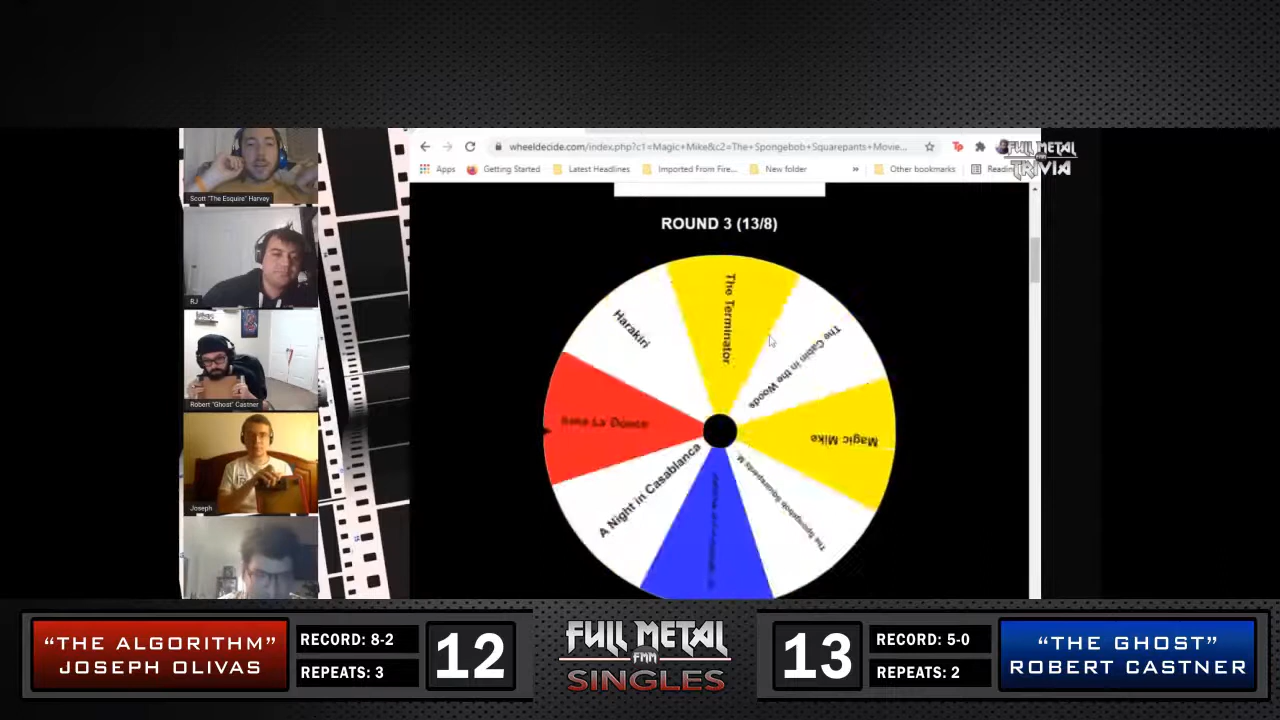 Scott "The Esquire" Harvey
RJ
Robert "Ghost" Castner
Joseph
wheeldecide.com/index.php?c1=Magic+Mike&c2=The+Spongebob+Squarepants+Movie...
Apps
Getting Started
Latest Headlines
Imported From Fire...
New folder
»
Other bookmarks
FULL METAL
TRIVIA
ROUND 3 (13/8)
The Terminator
The Cabin in the Woods
Magic Mike
The Spongebob Squarepants M
A Night in Casablanca
Harakiri
"THE ALGORITHM"
JOSEPH OLIVAS
RECORD: 8-2
REPEATS: 3
12
FULL METAL
FMM
SINGLES
13
RECORD: 5-0
REPEATS: 2
"THE GHOST"
ROBERT CASTNER